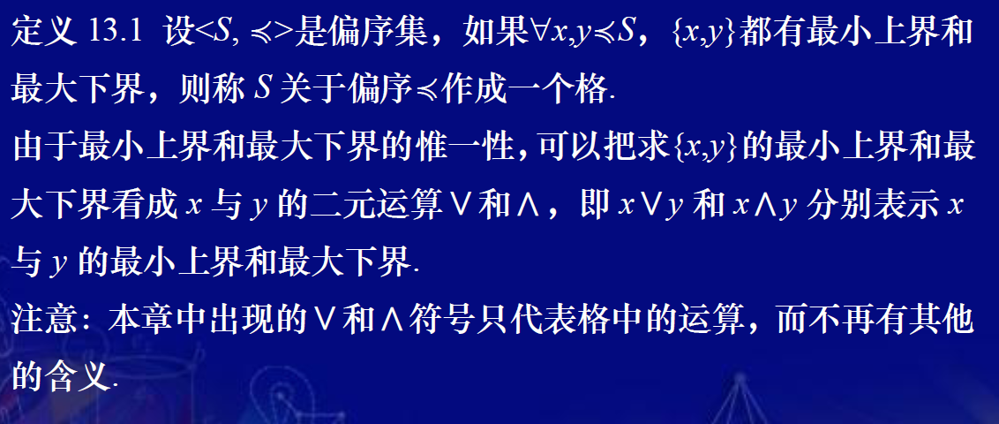 定义 13.1 设<S, ≼>是偏序集，如果∀x,y≼S，{x,y}都有最小上界和
最大下界，则称 S 关于偏序≼作成一个格.
由于最小上界和最大下界的惟一性,可以把求{x,y}的最小上界和最
大下界看成 x 与 y 的二元运算∨和∧，即 x∨y 和 x∧y 分别表示 x
与 y 的最小上界和最大下界.
注意：本章中出现的∨和∧符号只代表格中的运算，而不再有其他
的含义.